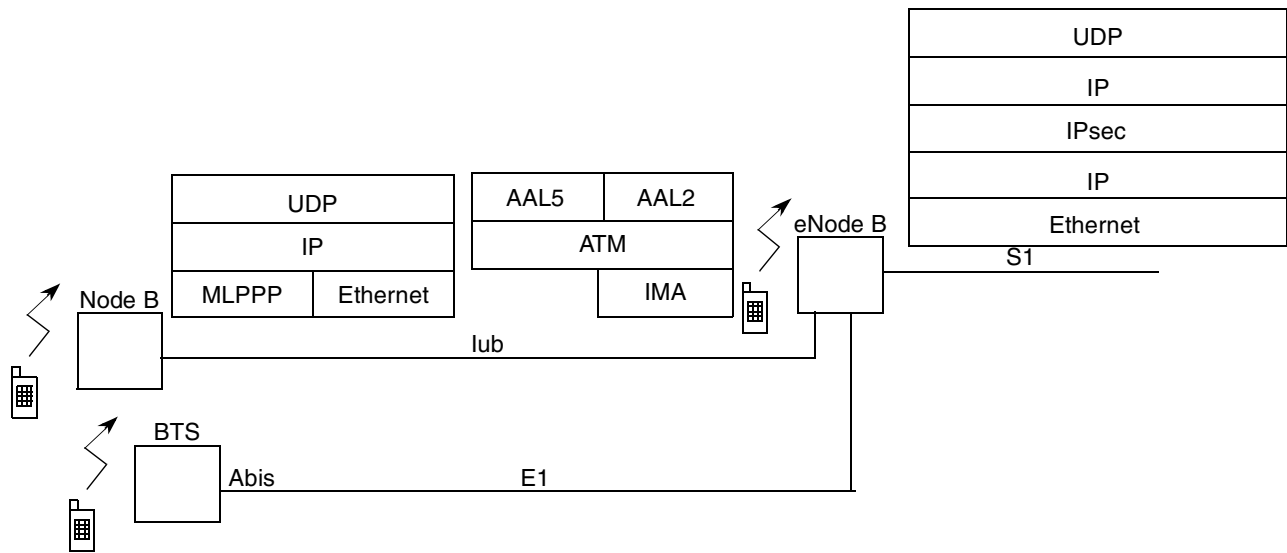 UDP
IP
IPsec
IP
Ethernet
S1
UDP
IP
MLPPP Ethernet
AAL5 AAL2
ATM
IMA
eNode B
Node B
Iub
BTS
Abis E1